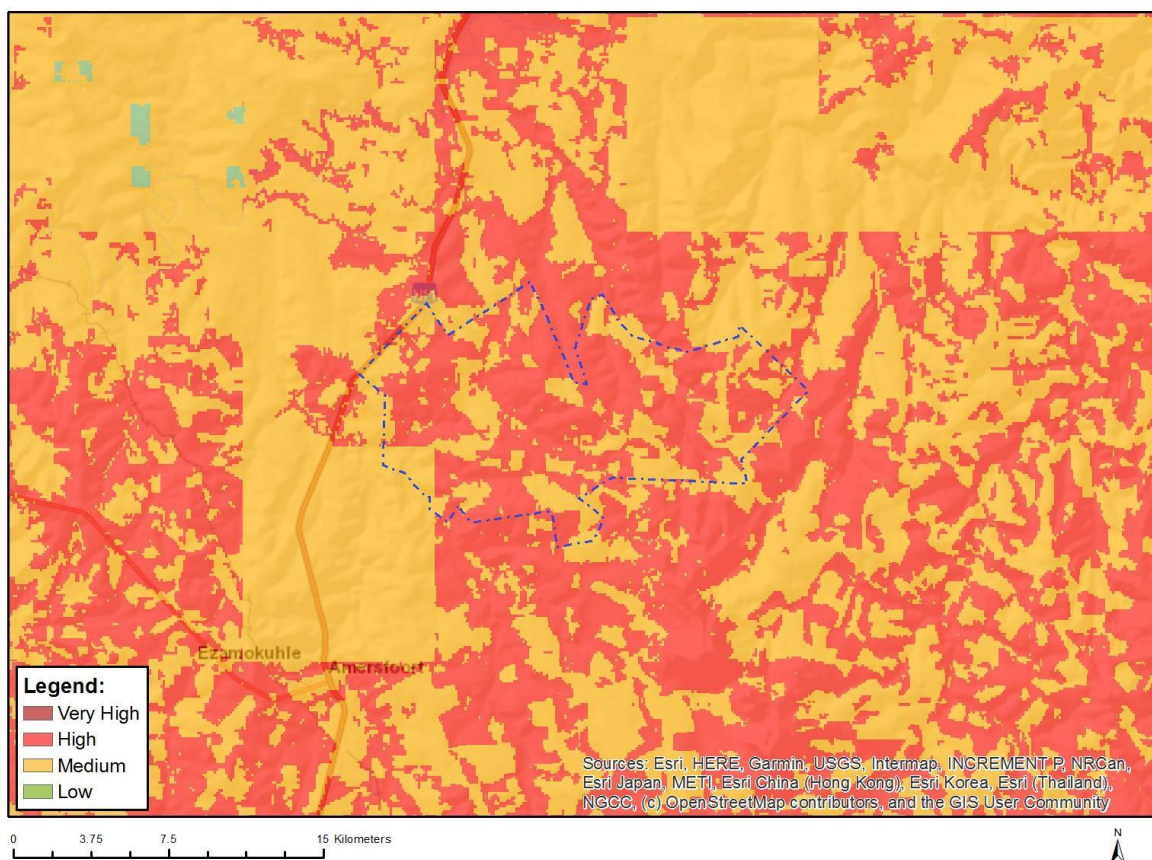 Ezamokuhle
Amersfoort
Legend:
Very High
High
Medium
Low
Sources: Esri, HERE, Garmin, USGS, Intermap, INCREMENT P, NRCan,
Esri Japan, METI, Esri China (Hong Kong), Esri Korea, Esri (Thailand),
NGCC, (c) OpenStreetMap contributors, and the GIS User Community
0 3.75 7.5 15 Kilometers
N